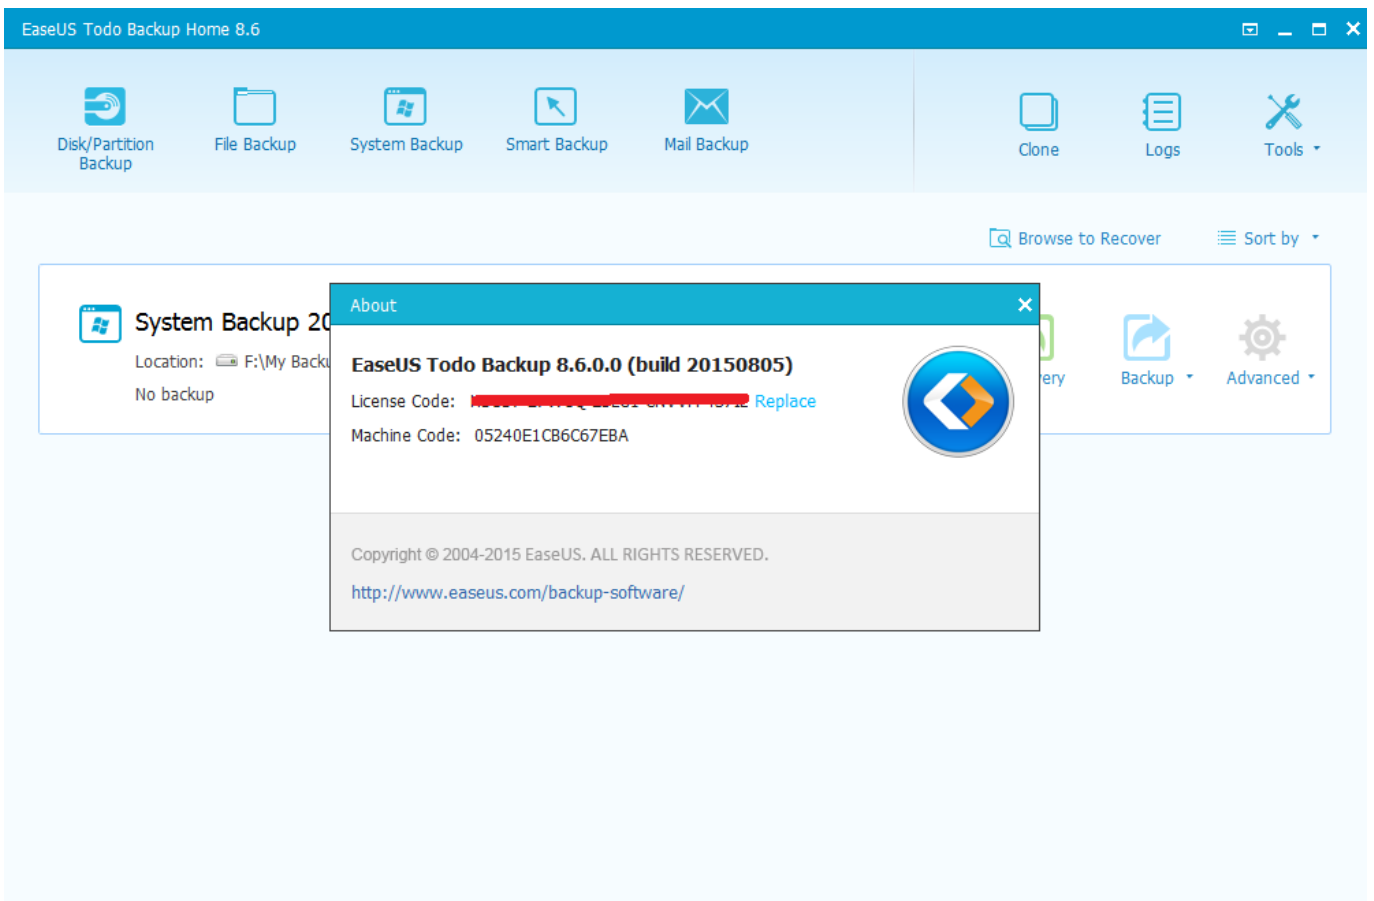 EaseUS Todo Backup Home 8.6
Disk/Partition
Backup
File Backup
System Backup
Smart Backup
Mail Backup
Clone
Logs
Tools
Browse to Recover
Sort by
System Backup 20
Location: F:\My Backu
No backup
ery
Backup
Advanced
About
EaseUS Todo Backup 8.6.0.0 (build 20150805)
License Code: Replace
Machine Code: 05240E1CB6C67EBA
Copyright © 2004-2015 EaseUS. ALL RIGHTS RESERVED.
http://www.easeus.com/backup-software/